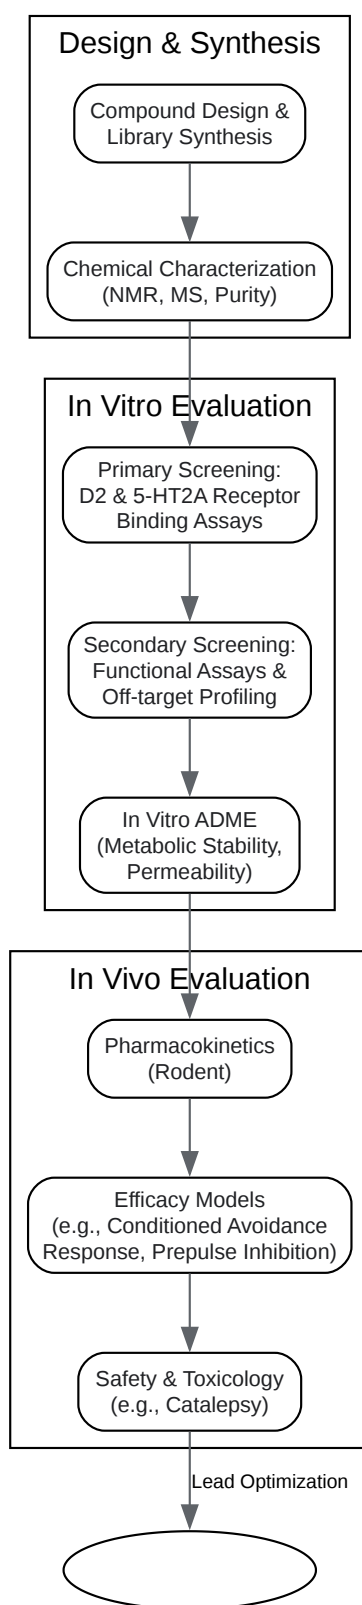 Design & Synthesis
Compound Design &
Library Synthesis
Chemical Characterization
(NMR, MS, Purity)
In Vitro Evaluation
Primary Screening:
D2 & 5-HT2A Receptor
Binding Assays
Secondary Screening:
Functional Assays &
Off-target Profiling
In Vitro ADME
(Metabolic Stability,
Permeability)
In Vivo Evaluation
Pharmacokinetics
(Rodent)
Efficacy Models
(e.g., Conditioned Avoidance
Response, Prepulse Inhibition)
Safety & Toxicology
(e.g., Catalepsy)
Lead Optimization